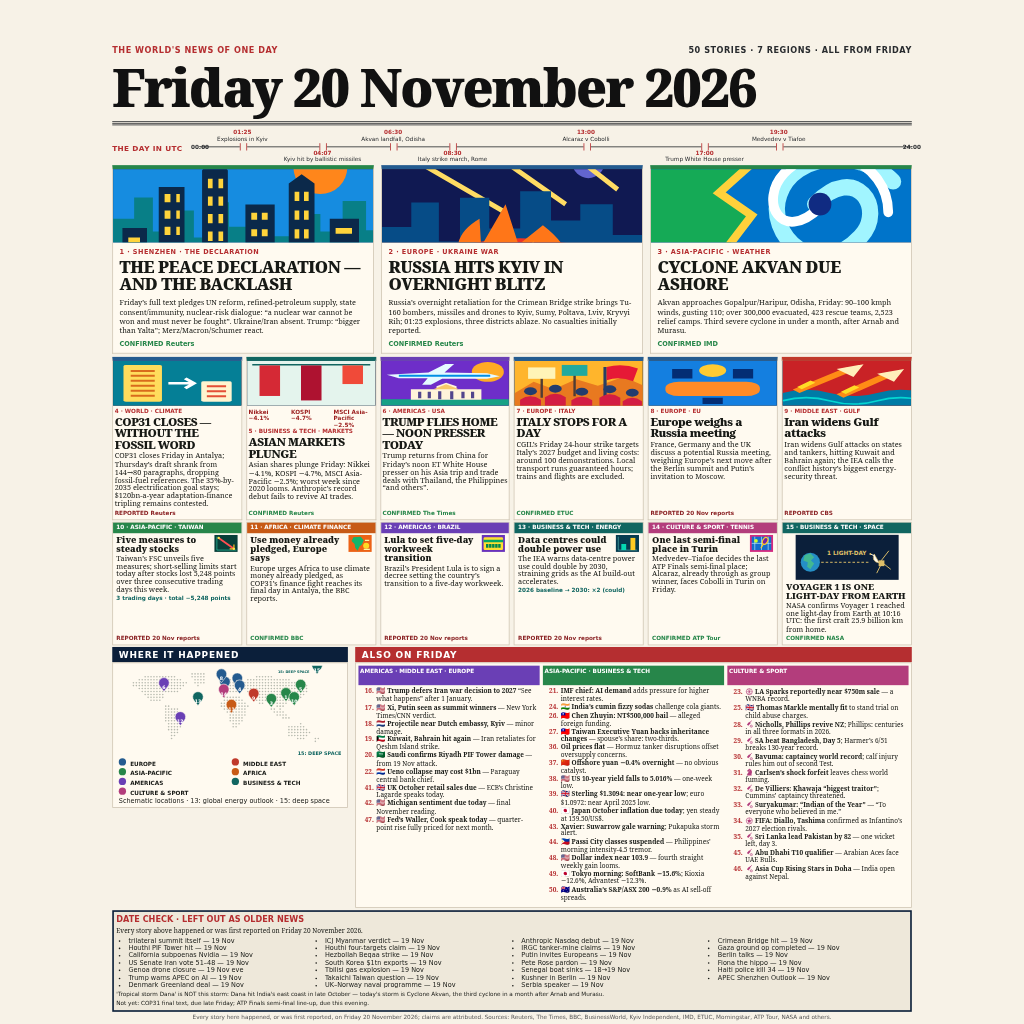 THE WORLD'S NEWS OF ONE DAY
50 STORIES · 7 REGIONS · ALL FROM FRIDAY
Friday 20 November 2026
THE DAY IN UTC
00:00
01:25
Explosions in Kyiv
04:07
Kyiv hit by ballistic missiles
06:30
Akvan landfall, Odisha
08:30
Italy strike march, Rome
13:00
Alcaraz v Cobolli
17:00
Trump White House presser
19:30
Medvedev v Tiafoe
24:00
1 · SHENZHEN · THE DECLARATION
THE PEACE DECLARATION —
AND THE BACKLASH
Friday's full text pledges UN reform, refined-petroleum supply, state
consent/immunity, nuclear-risk dialogue: “a nuclear war cannot be
won and must never be fought”. Ukraine/Iran absent. Trump: “bigger
than Yalta”; Merz/Macron/Schumer react.
CONFIRMED Reuters
2 · EUROPE · UKRAINE WAR
RUSSIA HITS KYIV IN
OVERNIGHT BLITZ
Russia's overnight retaliation for the Crimean Bridge strike brings Tu-
160 bombers, missiles and drones to Kyiv, Sumy, Poltava, Lviv, Kryvyi
Rih; 01:25 explosions, three districts ablaze. No casualties initially
reported.
CONFIRMED Reuters
3 · ASIA-PACIFIC · WEATHER
CYCLONE AKVAN DUE
ASHORE
Akvan approaches Gopalpur/Haripur, Odisha, Friday: 90–100 kmph
winds, gusting 110; over 300,000 evacuated, 423 rescue teams, 2,523
relief camps. Third severe cyclone in under a month, after Arnab and
Murasu.
CONFIRMED IMD
4 · WORLD · CLIMATE
COP31 CLOSES —
WITHOUT THE
FOSSIL WORD
COP31 closes Friday in Antalya;
Thursday's draft shrank from
144→80 paragraphs, dropping
fossil-fuel references. The 35%-by-
2035 electrification goal stays;
$120bn-a-year adaptation-finance
tripling remains contested.
REPORTED Reuters
Nikkei
−4.1%
KOSPI
−4.7%
MSCI Asia-
Pacific
−2.5%
5 · BUSINESS & TECH · MARKETS
ASIAN MARKETS
PLUNGE
Asian shares plunge Friday: Nikkei
−4.1%, KOSPI −4.7%, MSCI Asia-
Pacific −2.5%; worst week since
2020 looms. Anthropic's record
debut fails to revive AI trades.
CONFIRMED Reuters
6 · AMERICAS · USA
TRUMP FLIES HOME
— NOON PRESSER
TODAY
Trump returns from China for
Friday's noon ET White House
presser on his Asia trip and trade
deals with Thailand, the Philippines
“and others”.
CONFIRMED The Times
7 · EUROPE · ITALY
ITALY STOPS FOR A
DAY
CGIL's Friday 24-hour strike targets
Italy's 2027 budget and living costs:
around 100 demonstrations. Local
transport runs guaranteed hours;
trains and flights are excluded.
CONFIRMED ETUC
8 · EUROPE · EU
Europe weighs a
Russia meeting
France, Germany and the UK
discuss a potential Russia meeting,
weighing Europe's next move after
the Berlin summit and Putin's
invitation to Moscow.
REPORTED 20 Nov reports
9 · MIDDLE EAST · GULF
Iran widens Gulf
attacks
Iran widens Gulf attacks on states
and tankers, hitting Kuwait and
Bahrain again; the IEA calls the
conflict history's biggest energy-
security threat.
REPORTED CBS
10 · ASIA-PACIFIC · TAIWAN
Five measures to
steady stocks
Taiwan's FSC unveils five
measures; short-selling limits start
today after stocks lost 5,248 points
over three consecutive trading
days this week.
3 trading days · total −5,248 points
REPORTED 20 Nov reports
11 · AFRICA · CLIMATE FINANCE
Use money already
pledged, Europe
says
Europe urges Africa to use climate
money already pledged, as
COP31's finance fight reaches its
final day in Antalya, the BBC
reports.
CONFIRMED BBC
12 · AMERICAS · BRAZIL
Lula to set five-day
workweek
transition
Brazil's President Lula is to sign a
decree setting the country's
transition to a five-day workweek.
REPORTED 20 Nov reports
13 · BUSINESS & TECH · ENERGY
Data centres could
double power use
The IEA warns data-centre power
use could double by 2030,
straining grids as the AI build-out
accelerates.
2026 baseline → 2030: ×2 (could)
REPORTED 20 Nov reports
14 · CULTURE & SPORT · TENNIS
One last semi-final
place in Turin
Medvedev–Tiafoe decides the last
ATP Finals semi-final place;
Alcaraz, already through as group
winner, faces Cobolli in Turin on
Friday.
CONFIRMED ATP Tour
15 · BUSINESS & TECH · SPACE
1 LIGHT-DAY
VOYAGER 1 IS ONE
LIGHT-DAY FROM EARTH
NASA confirms Voyager 1 reached
one light-day from Earth at 10:16
UTC: the first craft 25.9 billion km
from home.
CONFIRMED NASA
WHERE IT HAPPENED
15: DEEP SPACE
15: DEEP SPACE
EUROPE
ASIA-PACIFIC
AMERICAS
CULTURE & SPORT
MIDDLE EAST
AFRICA
BUSINESS & TECH
Schematic locations · 13: global energy outlook · 15: deep space
ALSO ON FRIDAY
AMERICAS · MIDDLE EAST · EUROPE
16. Trump defers Iran war decision to 2027 “See
what happens” after 1 January.
17. Xi, Putin seen as summit winners — New York
Times/CNN verdict.
18. Projectile near Dutch embassy, Kyiv — minor
damage.
19. Kuwait, Bahrain hit again — Iran retaliates for
Qeshm Island strike.
20. Saudi confirms Riyadh PIF Tower damage —
from 19 Nov attack.
22. Ueno collapse may cost $1bn — Paraguay
central bank chief.
41. UK October retail sales due — ECB's Christine
Lagarde speaks today.
42. Michigan sentiment due today — final
November reading.
47. Fed's Waller, Cook speak today — quarter-
point rise fully priced for next month.
ASIA-PACIFIC · BUSINESS & TECH
21. IMF chief: AI demand adds pressure for higher
interest rates.
24. India's cumin fizzy sodas challenge cola giants.
26. Chen Zhuyin: NT$500,000 bail — alleged
foreign funding.
27. Taiwan Executive Yuan backs inheritance
changes — spouse's share: two-thirds.
36. Oil prices flat — Hormuz tanker disruptions offset
oversupply concerns.
37. Offshore yuan −0.4% overnight — no obvious
catalyst.
38. US 10-year yield falls to 5.010% — one-week
low.
39. Sterling $1.3094: near one-year low; euro
$1.0972: near April 2025 low.
40. Japan October inflation due today; yen steady
at 159.50/US$.
43. Xavier: Suwarrow gale warning; Pukapuka storm
alert.
44. Passi City classes suspended — Philippines'
morning intensity-4.5 tremor.
48. Dollar index near 103.9 — fourth straight
weekly gain looms.
49. Tokyo morning: SoftBank −15.6%; Kioxia
−12.6%, Advantest −12.3%.
50. Australia's S&P/ASX 200 −0.9% as AI sell-off
spreads.
CULTURE & SPORT
23. LA Sparks reportedly near $750m sale — a
WNBA record.
25. Thomas Markle mentally fit to stand trial on
child abuse charges.
28. Nicholls, Phillips revive NZ; Phillips: centuries
in all three formats in 2026.
29. SA beat Bangladesh, Day 5; Harmer's 6/31
breaks 130-year record.
30. Bavuma: captaincy world record; calf injury
rules him out of second Test.
31. Carlsen's shock forfeit leaves chess world
fuming.
32. De Villiers: Khawaja “biggest traitor”;
Cummins' captaincy threatened.
33. Suryakumar: “Indian of the Year” — “To
everyone who believed in me.”
34. FIFA: Diallo, Tashima confirmed as Infantino's
2027 election rivals.
35. Sri Lanka lead Pakistan by 82 — one wicket
left, day 3.
45. Abu Dhabi T10 qualifier — Arabian Aces face
UAE Bulls.
46. Asia Cup Rising Stars in Doha — India open
against Nepal.
DATE CHECK · LEFT OUT AS OLDER NEWS
Every story above happened or was first reported on Friday 20 November 2026.
• trilateral summit itself — 19 Nov
• Houthi PIF Tower hit — 19 Nov
• California subpoenas Nvidia — 19 Nov
• US Senate Iran vote 51–48 — 19 Nov
• Genoa drone closure — 19 Nov eve
• Trump warns APEC on AI — 19 Nov
• Denmark Greenland deal — 19 Nov
• ICJ Myanmar verdict — 19 Nov
• Houthi four-targets claim — 19 Nov
• Hezbollah Beqaa strike — 19 Nov
• South Korea $1tn exports — 19 Nov
• Tbilisi gas explosion — 19 Nov
• Takaichi Taiwan question — 19 Nov
• UK–Norway naval programme — 19 Nov
• Anthropic Nasdaq debut — 19 Nov
• IRGC tanker-mine claims — 19 Nov
• Putin invites Europeans — 19 Nov
• Pete Rose pardon — 19 Nov
• Senegal boat sinks — 18→19 Nov
• Kushner in Berlin — 19 Nov
• Serbia speaker — 19 Nov
• Crimean Bridge hit — 19 Nov
• Gaza ground op completed — 19 Nov
• Berlin talks — 19 Nov
• Fiona the hippo — 19 Nov
• Haiti police kill 34 — 19 Nov
• APEC Shenzhen Outlook — 19 Nov
'Tropical storm Dana' is NOT this storm: Dana hit India's east coast in late October — today's storm is Cyclone Akvan, the third cyclone in a month after Arnab and Murasu.
Not yet: COP31 final text, due late Friday; ATP Finals semi-final line-up, due this evening.
Every story here happened, or was first reported, on Friday 20 November 2026; claims are attributed. Sources: Reuters, The Times, BBC, BusinessWorld, Kyiv Independent, IMD, ETUC, Morningstar, ATP Tour, NASA and others.